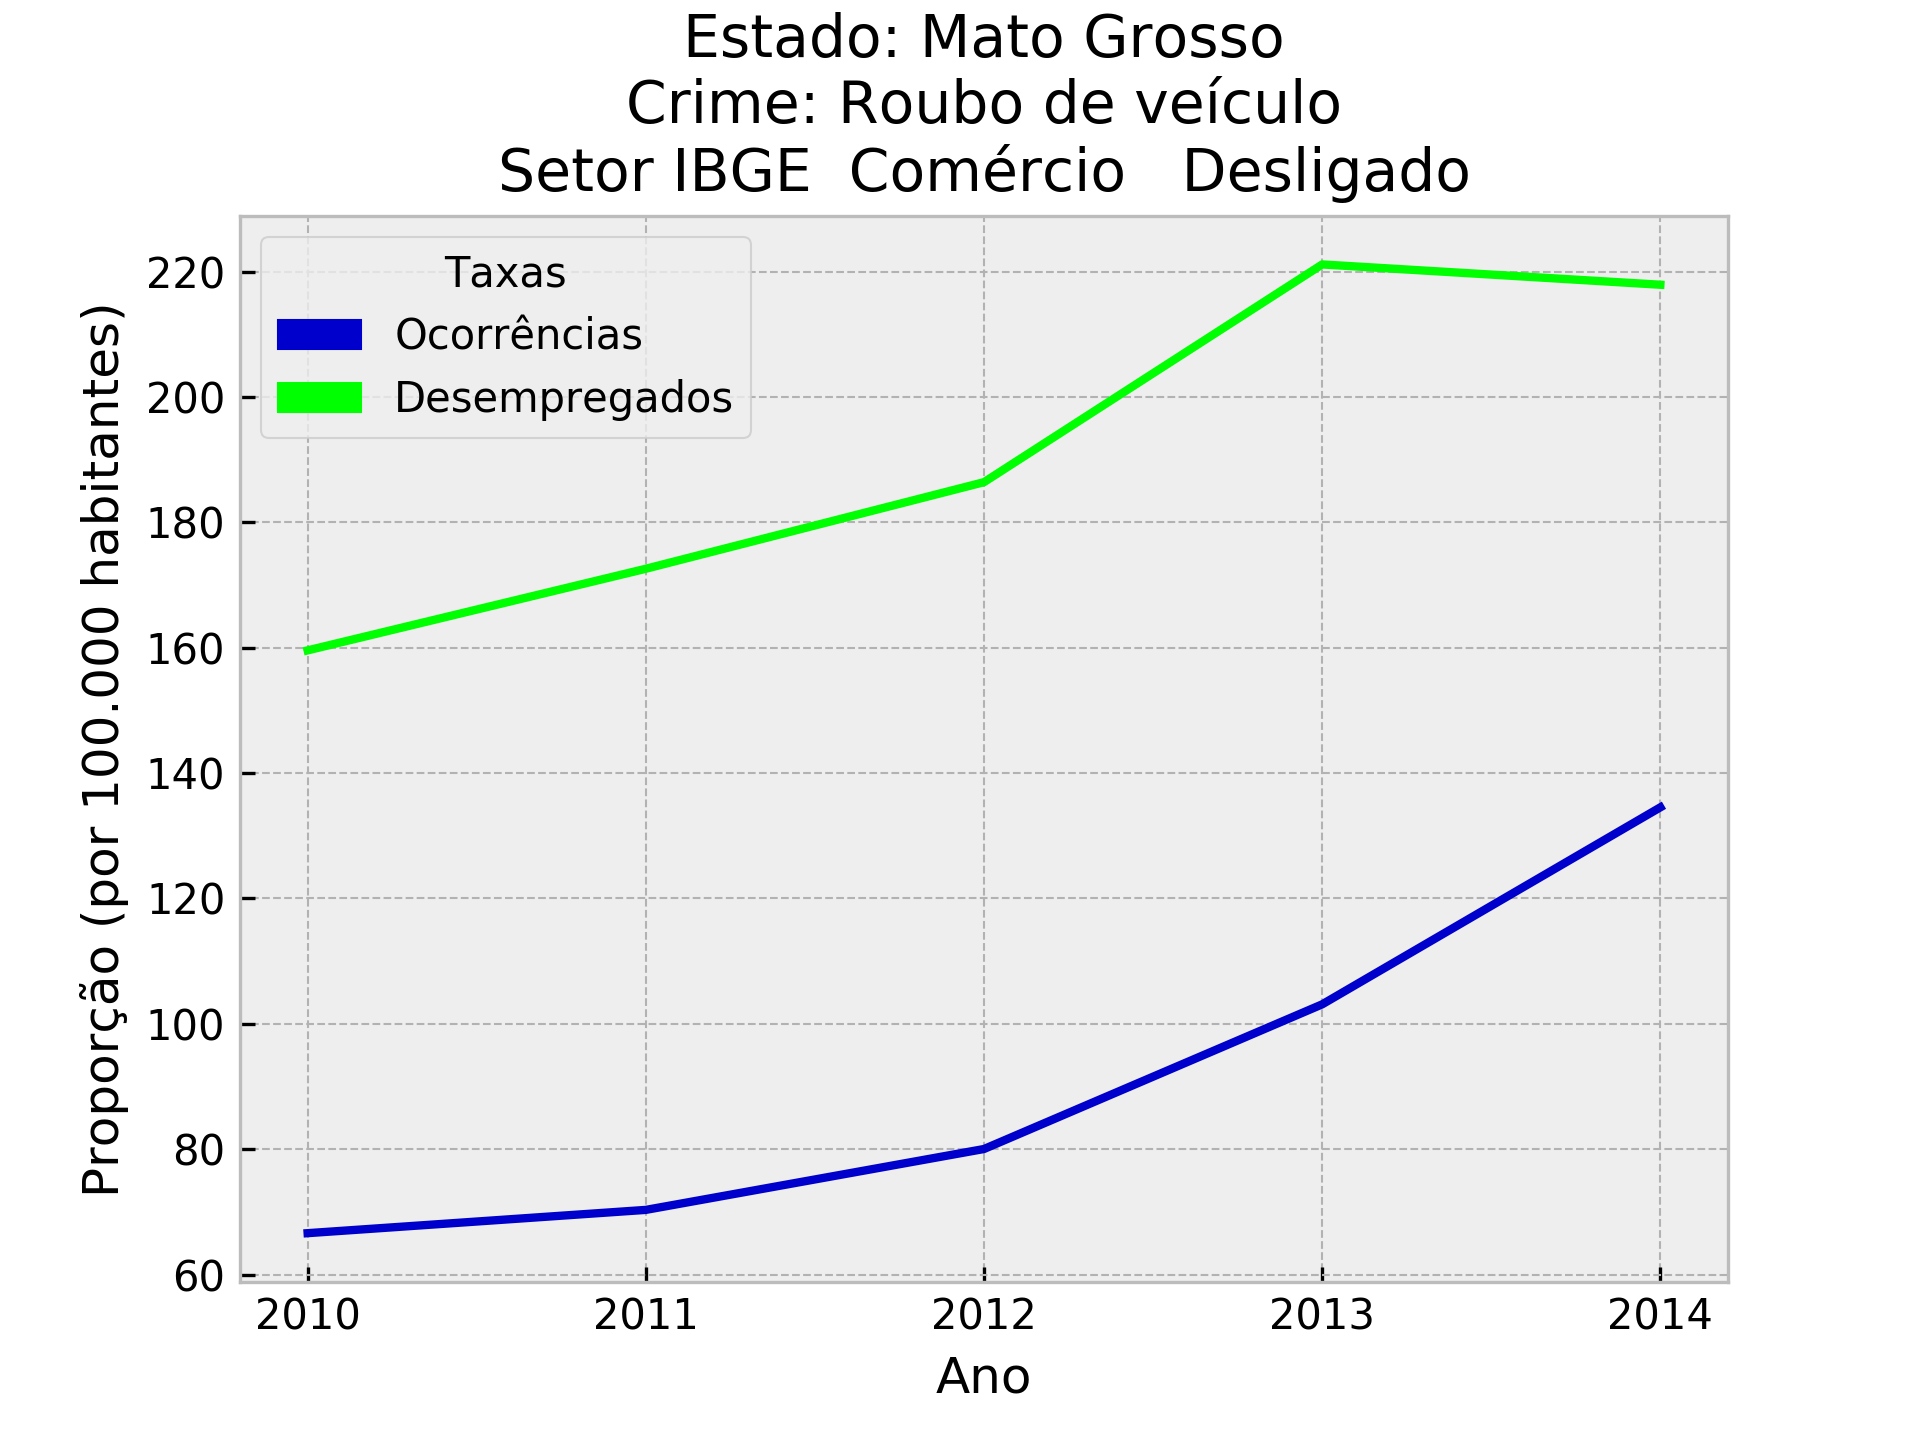 Estado: Mato Grosso
Crime: Roubo de veículo
Setor IBGE  Comércio   Desligado
Proporção (por 100.000 habitantes)
220
200
180
160
140
120
100
80
60
Taxas
Ocorrências
Desempregados
2010 2011 2012 2013 2014
Ano